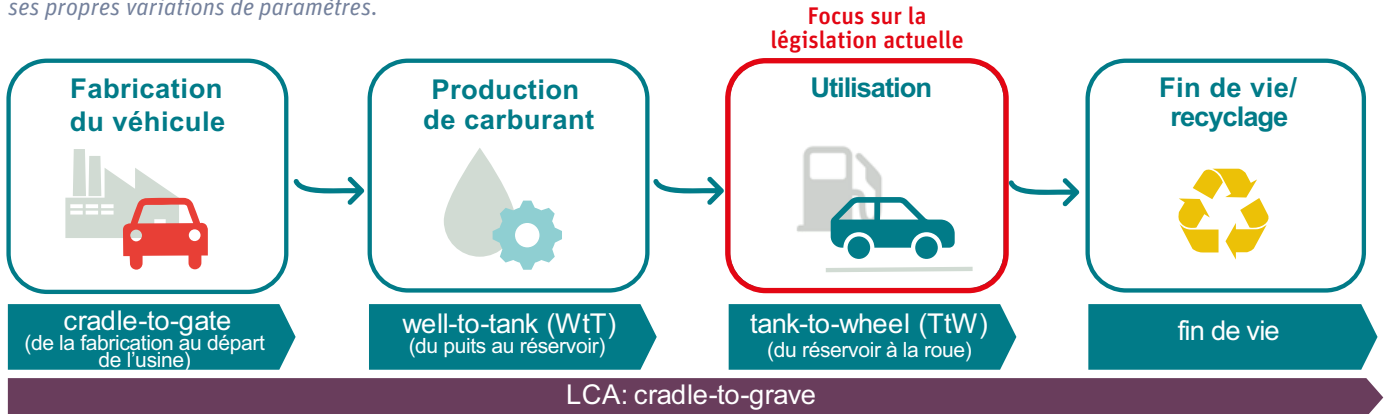 ses propres variations de paramètres.
Focus sur la
législation actuelle
Fabrication
du véhicule
Production
de carburant
Utilisation
Fin de vie/
recyclage
cradle-to-gate
(de la fabrication au départ
de l'usine)
well-to-tank (WtT)
(du puits au réservoir)
tank-to-wheel (TtW)
(du réservoir à la roue)
fin de vie
LCA: cradle-to-grave